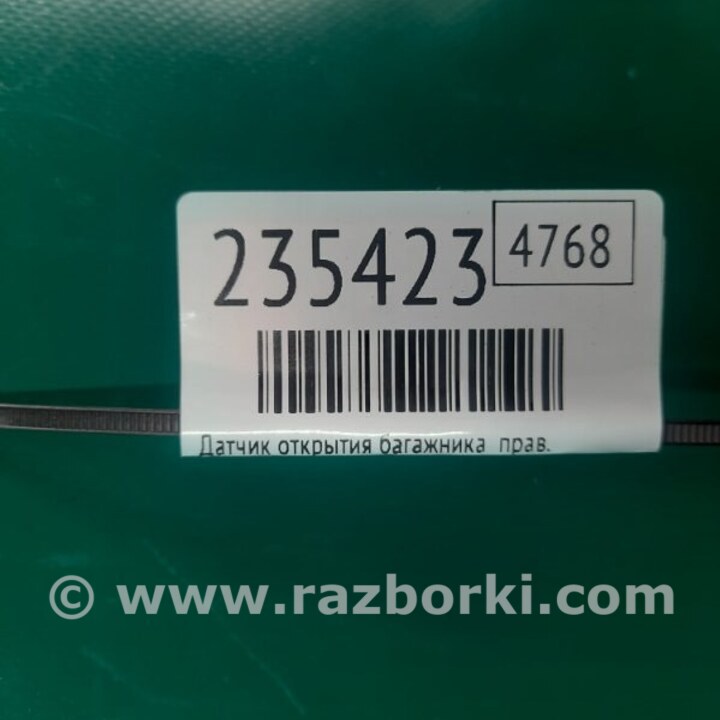 235423 4768
Датчик открытия багажника прав.
© www.razborki.com